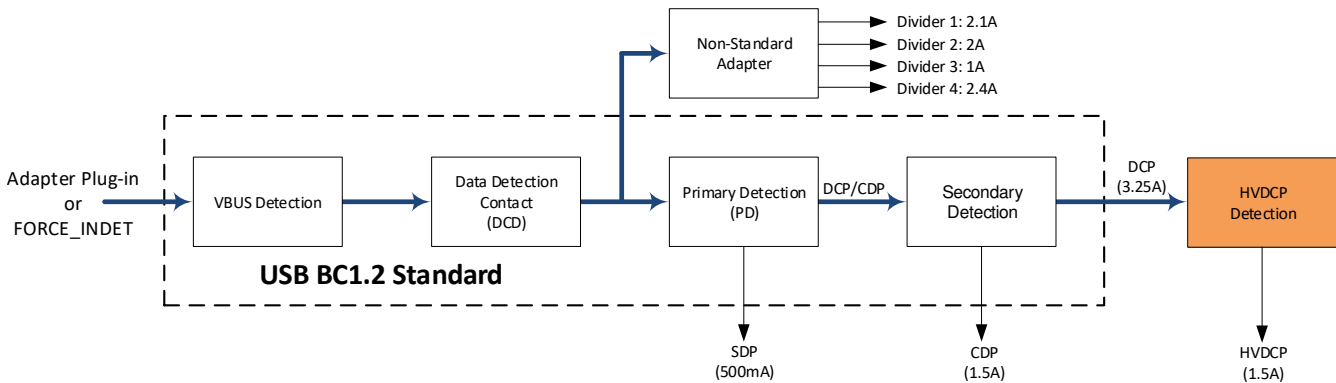 Non-Standard
Adapter
Divider 1: 2.1A
Divider 2: 2A
Divider 3: 1A
Divider 4: 2.4A
Adapter Plug-in
or
FORCE_INDET
VBUS Detection
Data Detection
Contact
(DCD)
Primary Detection
(PD)
DCP/CDP
Secondary
Detection
DCP
(3.25A)
HVDCP
Detection
USB BC1.2 Standard
SDP
(500mA)
CDP
(1.5A)
HVDCP
(1.5A)